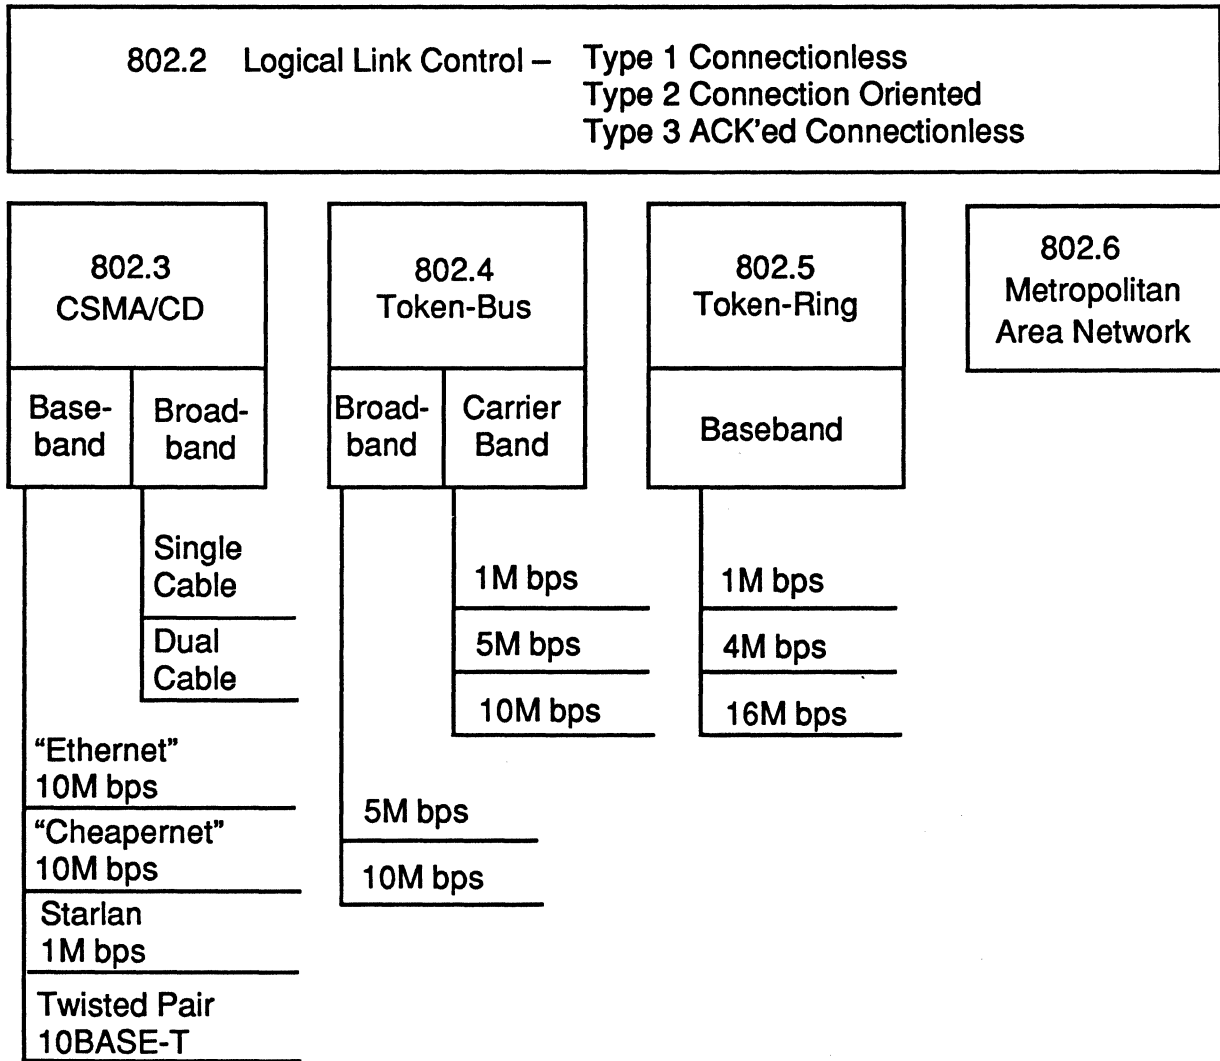 802.2 Logical Link Control – Type 1 Connectionless
Type 2 Connection Oriented
Type 3 ACK'ed Connectionless
802.3
CSMA/CD
Base-
band
Broad-
band
Single
Cable
Dual
Cable
“Ethernet”
10M bps
“Cheapernet”
10M bps
Starlan
1M bps
Twisted Pair
10BASE-T
802.4
Token-Bus
Broad-
band
Carrier
Band
1M bps
5M bps
10M bps
5M bps
10M bps
802.5
Token-Ring
Baseband
1M bps
4M bps
16M bps
802.6
Metropolitan
Area Network